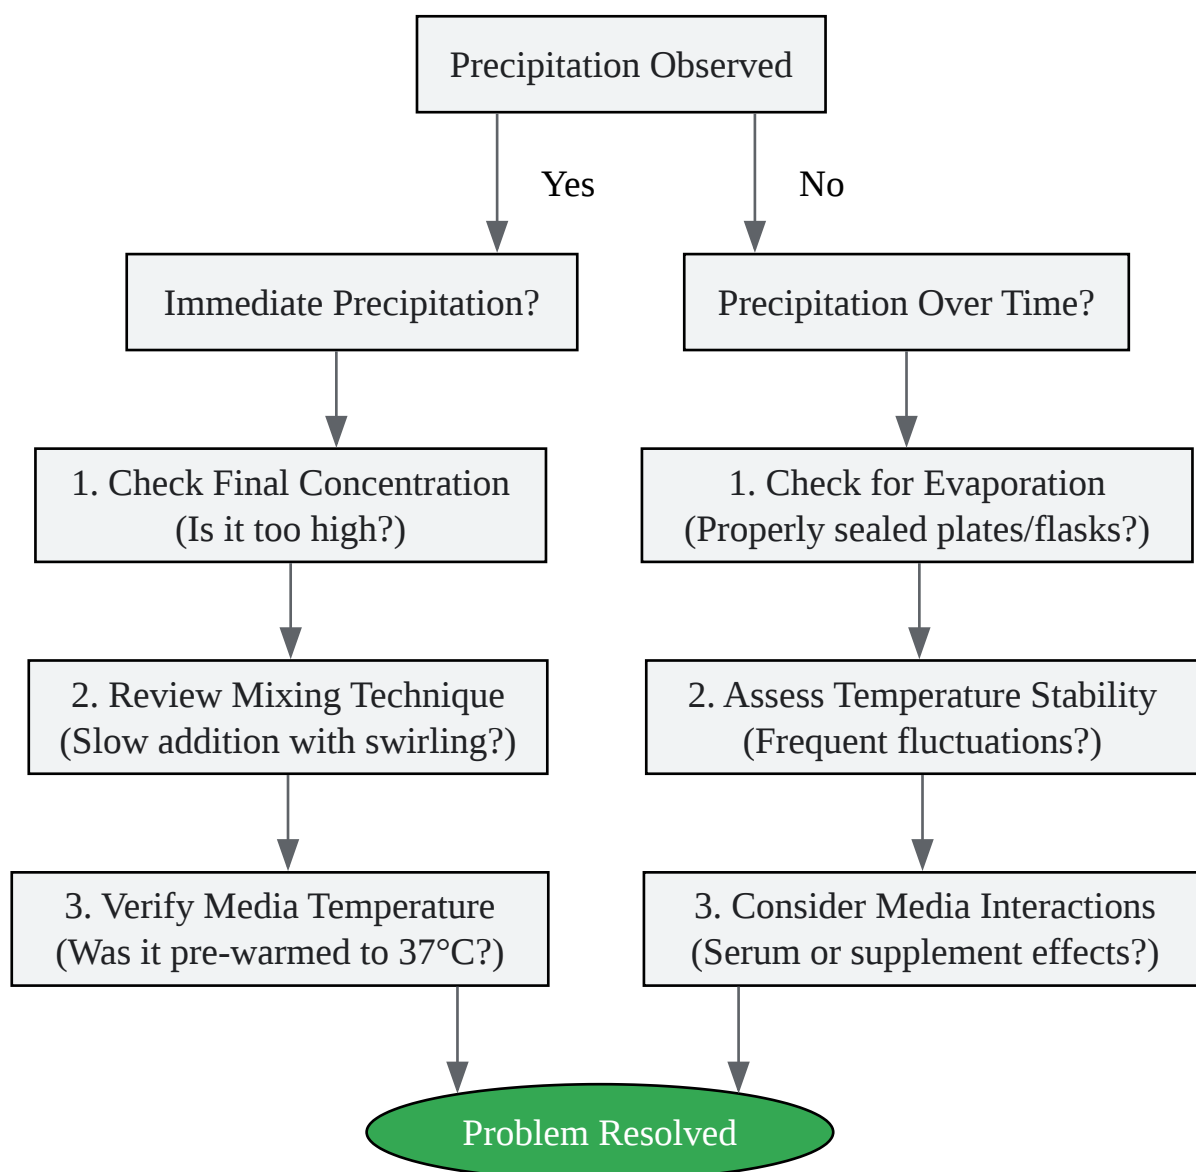 Precipitation Observed
Yes
No
Immediate Precipitation?
Precipitation Over Time?
1. Check Final Concentration
(Is it too high?)
1. Check for Evaporation
(Properly sealed plates/flasks?)
2. Review Mixing Technique
(Slow addition with swirling?)
2. Assess Temperature Stability
(Frequent fluctuations?)
3. Verify Media Temperature
(Was it pre-warmed to 37°C?)
3. Consider Media Interactions
(Serum or supplement effects?)
Problem Resolved